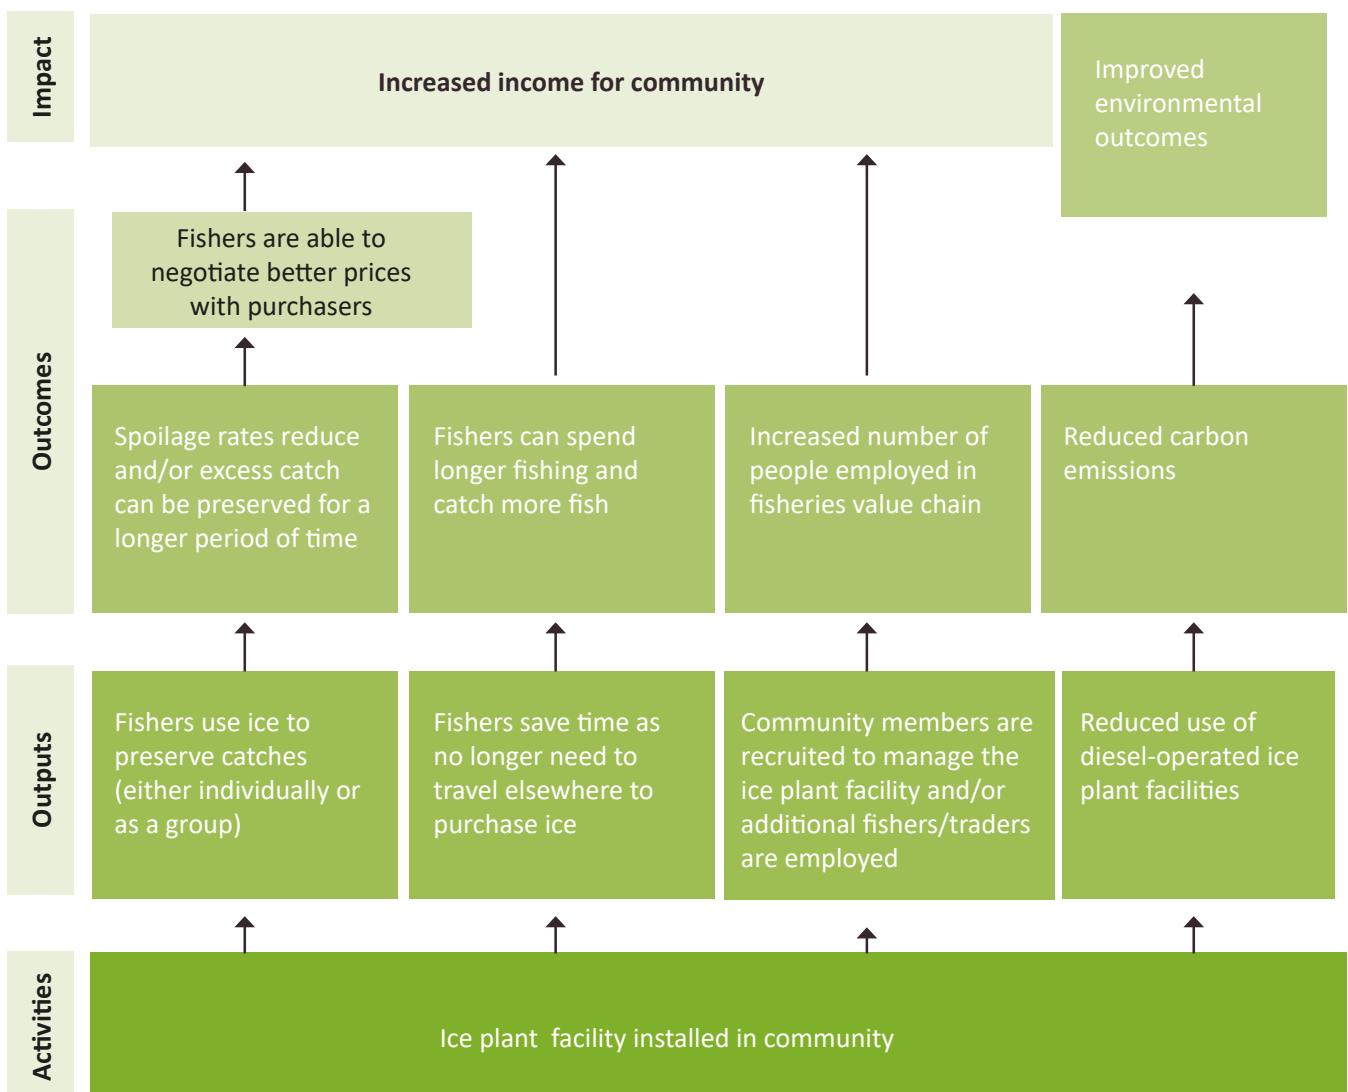 Impact
Increased income for community
Improved
environmental
outcomes
Outcomes
Fishers are able to
negotiate better prices
with purchasers
Spoilage rates reduce
and/or excess catch
can be preserved for a
longer period of time
Fishers can spend
longer fishing and
catch more fish
Increased number of
people employed in
fisheries value chain
Reduced carbon
emissions
Outputs
Fishers use ice to
preserve catches
(either individually or
as a group)
Fishers save time as
no longer need to
travel elsewhere to
purchase ice
Community members are
recruited to manage the
ice plant facility and/or
additional fishers/traders
are employed
Reduced use of
diesel-operated ice
plant facilities
Activities
Ice plant facility installed in community